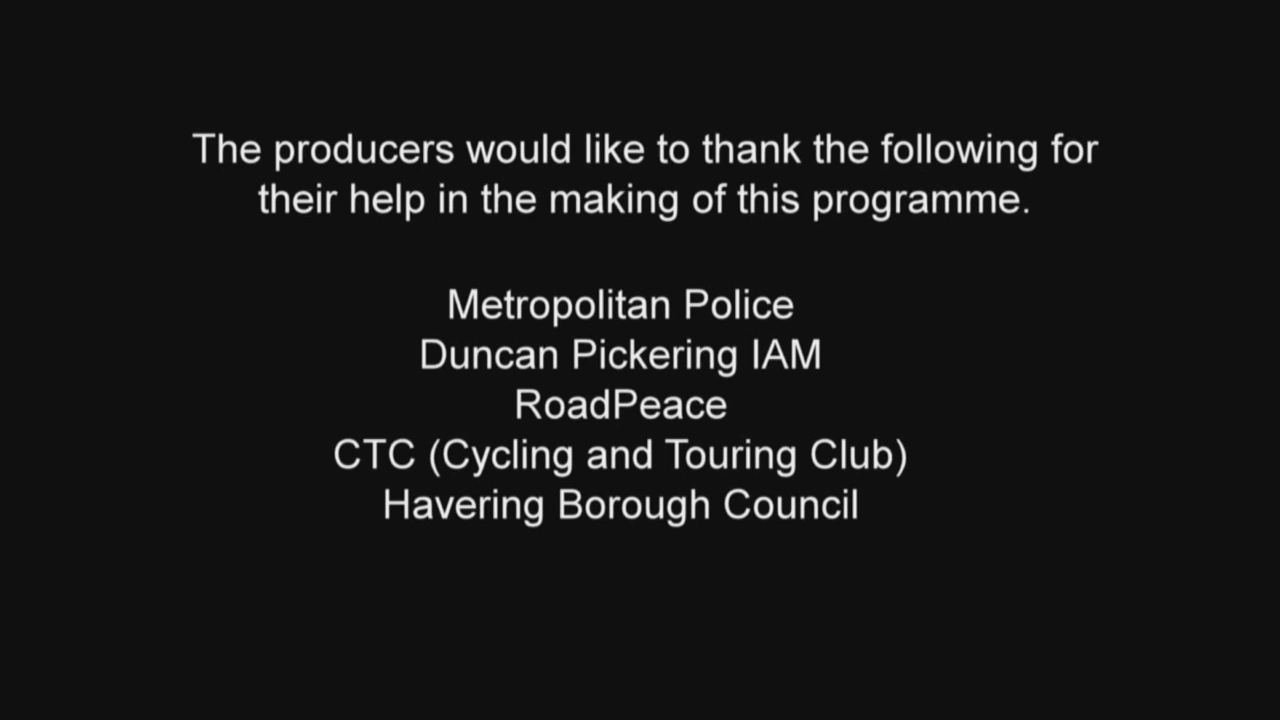 The producers would like to thank the following for
their help in the making of this programme.
Metropolitan Police
Duncan Pickering IAM
RoadPeace
CTC (Cycling and Touring Club)
Havering Borough Council